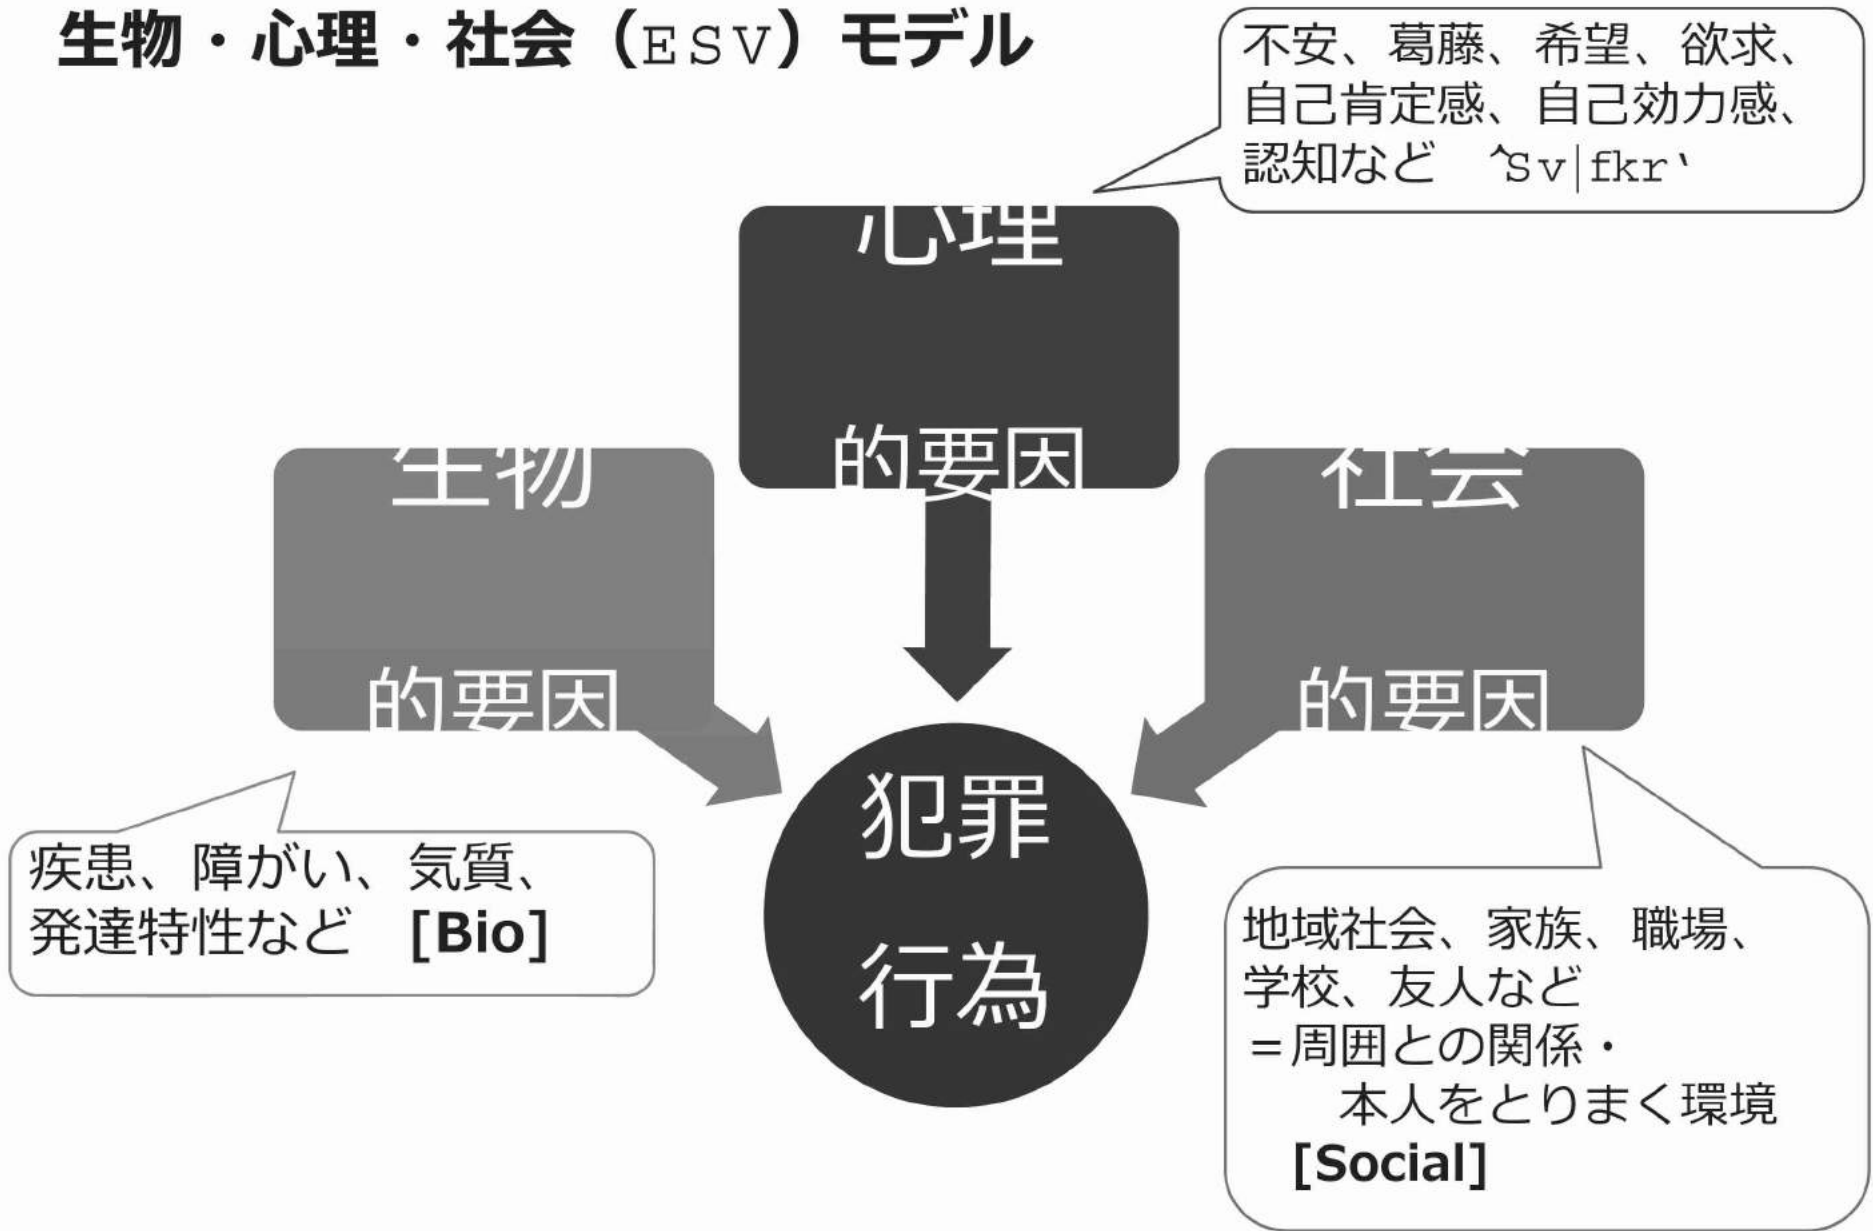 生物・心理・社会（ESV）モデル
不安、葛藤、希望、欲求、
自己肯定感、自己効力感、
認知など　^Sv|fkr‘
心理
的要因
生物
的要因
社会
的要因
犯罪
行為
疾患、障がい、気質、
発達特性など　[Bio]
地域社会、家族、職場、
学校、友人など
＝周囲との関係・
本人をとりまく環境
[Social]